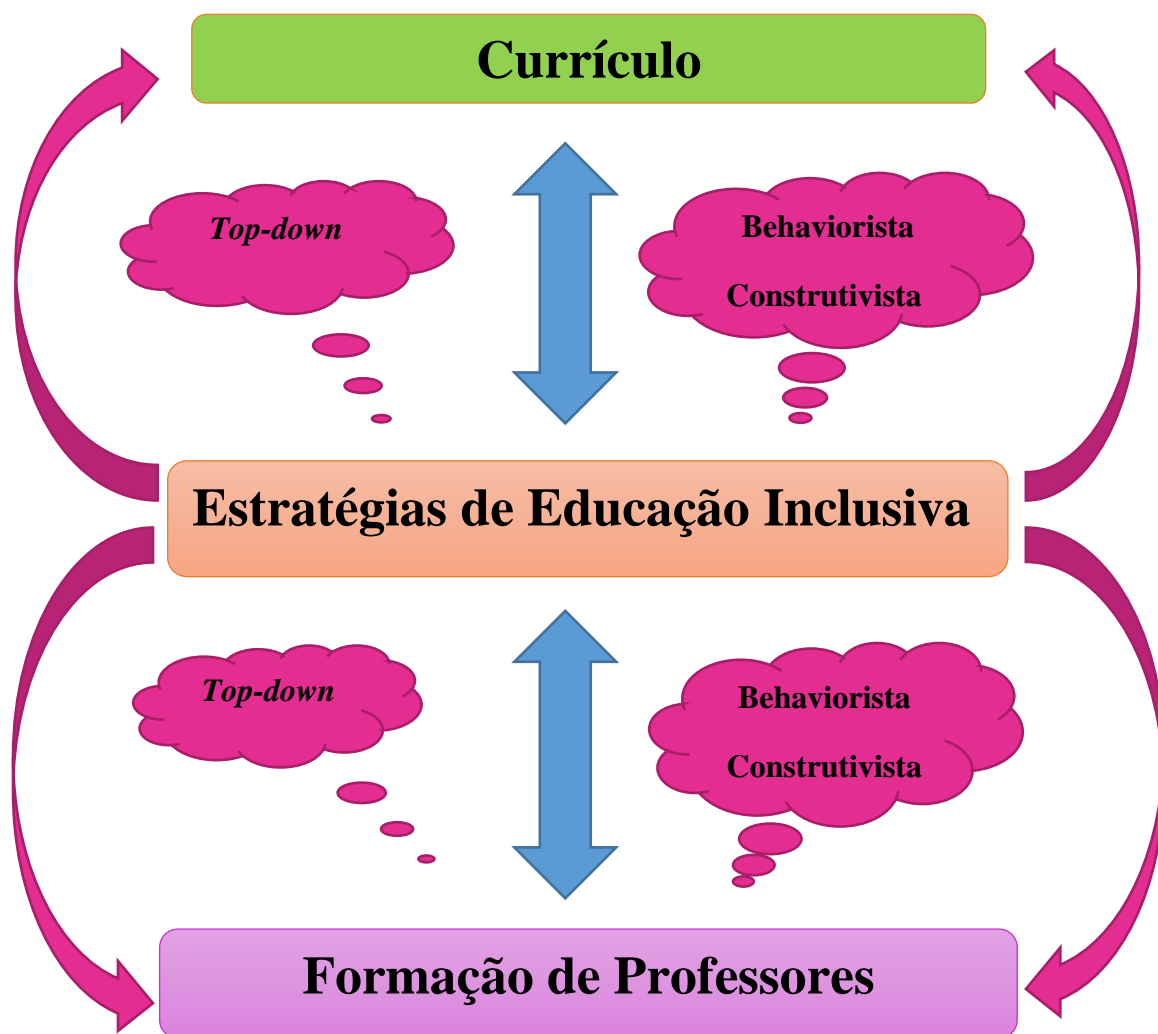 Currículo
Top-down
Behaviorista
Construtivista
Estratégias de Educação Inclusiva
Top-down
Behaviorista
Construtivista
Formação de Professores